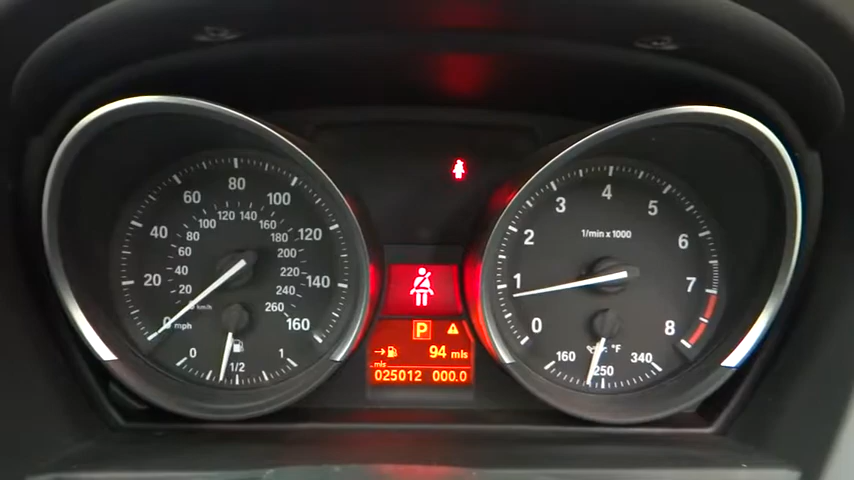 20 40 60 80 100 120 140 160
20 40 60 80 100 120 140 160 180 200 220 240 260
0 km/h
0 mph
0 1/2 1
P
94 mls
mls
025012 000.0
0 1 2 3 4 5 6 7 8
1/min x 1000
°F
160 250 340